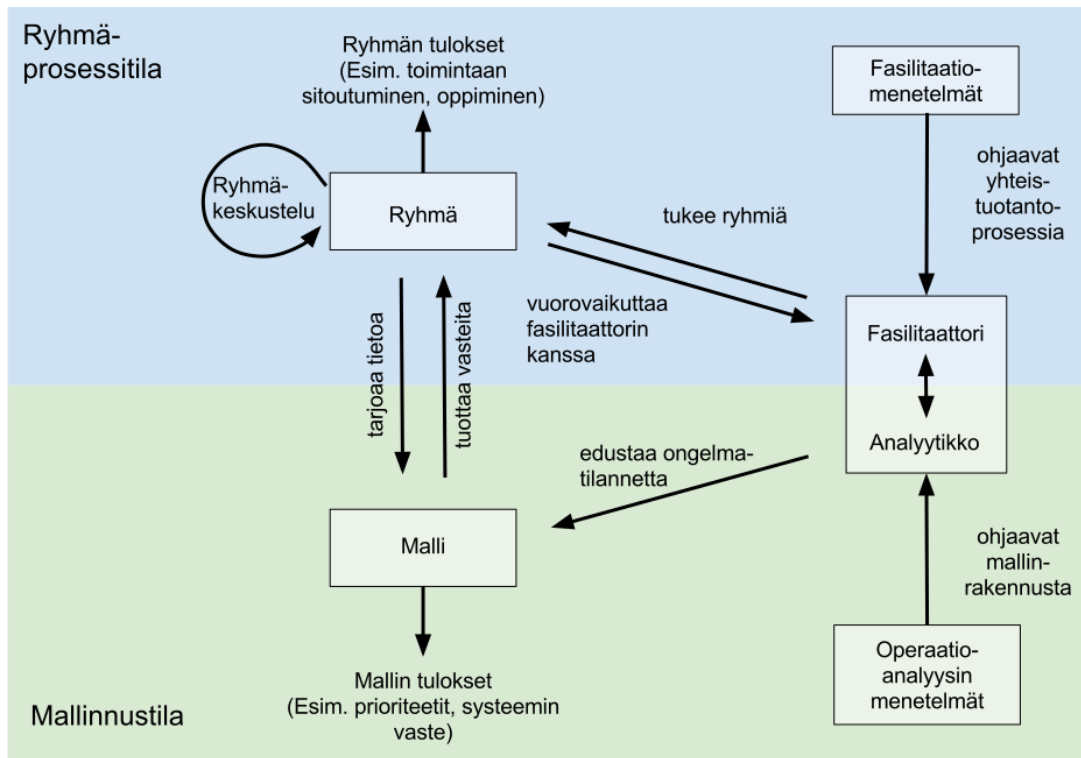 Ryhmä-
prosessitila
Ryhmän tulokset
(Esim. toimintaan
sitoutuminen, oppiminen)
Fasilitaatio-
menetelmät
Ryhmä-
keskustelu
Ryhmä
tukee ryhmiä
ohjaavat
yhteis-
tuotanto-
prosessia
vuorovaikuttaa
fasilitaattorin
kanssa
Fasilitaattori
tarjoaa tietoa
tuottaa vasteita
Analyytikko
edustaa ongelma-
tilannetta
Malli
ohjaavat
mallin-
rakennusta
Operaatio-
analyysin
menetelmät
Mallin tulokset
(Esim. prioriteetit, systeemin
vaste)
Mallinnustila